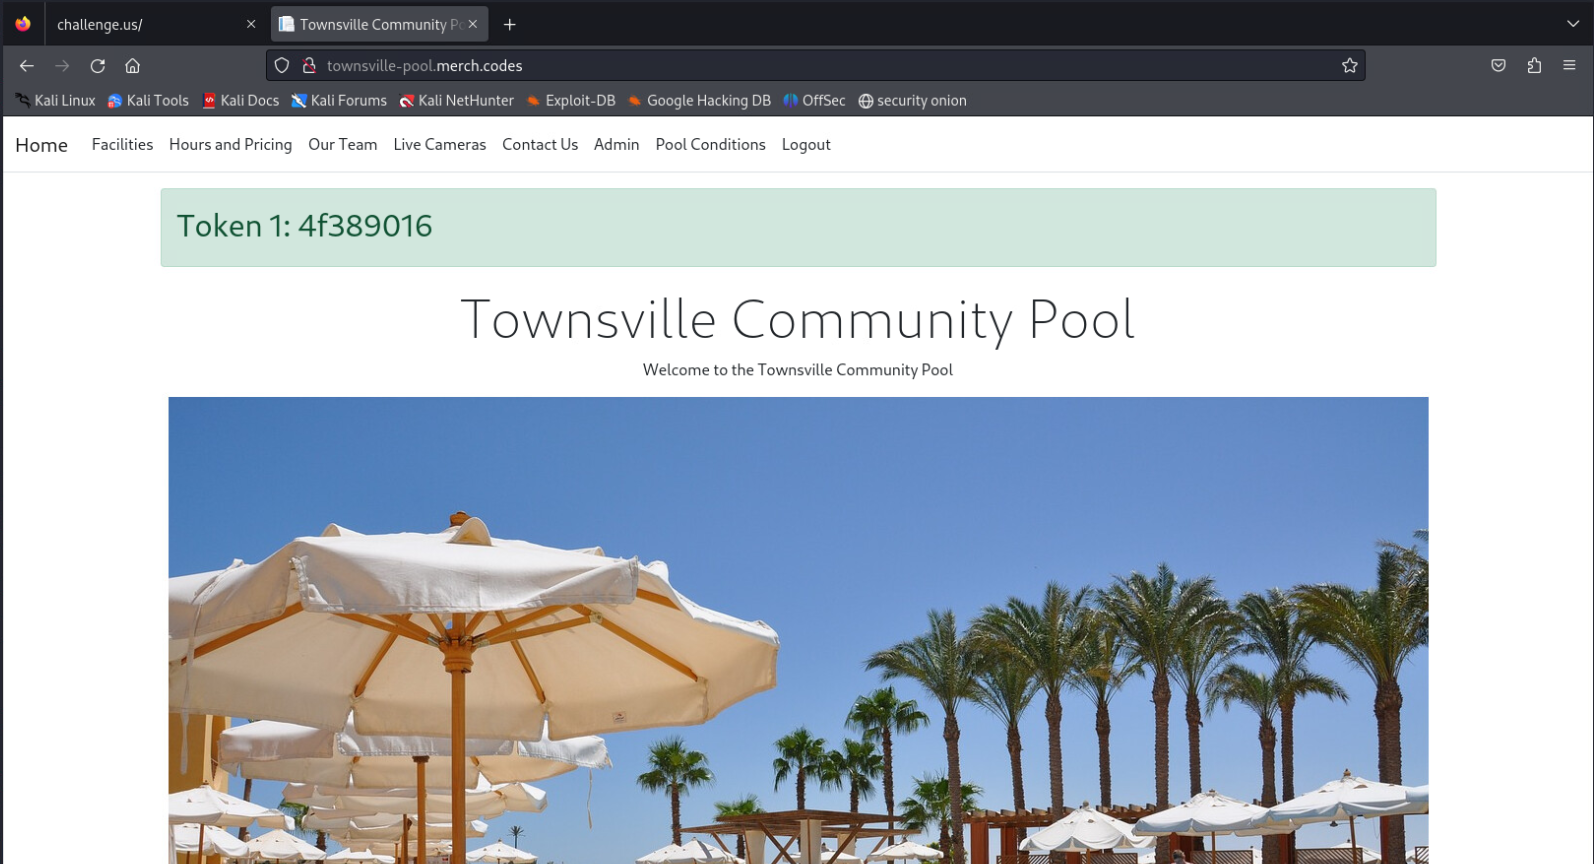 challenge.us/
Townsville Community Po
townsville-pool.merch.codes
Kali Linux Kali Tools Kali Docs Kali Forums Kali NetHunter Exploit-DB Google Hacking DB OffSec security onion
Home Facilities Hours and Pricing Our Team Live Cameras Contact Us Admin Pool Conditions Logout
Token 1: 4f389016
Townsville Community Pool
Welcome to the Townsville Community Pool